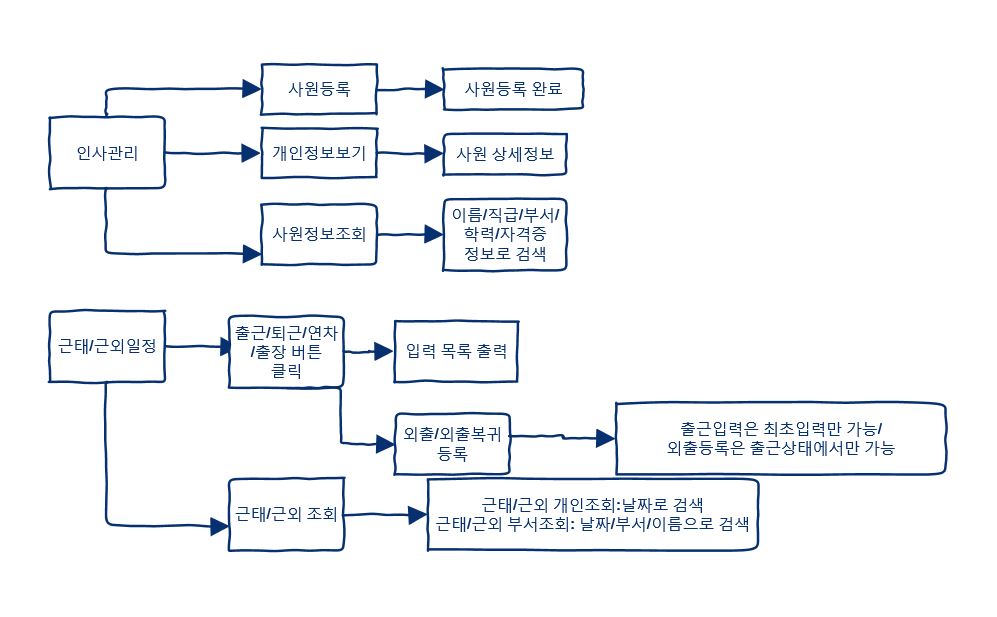 사원등록
사원등록 완료
인사관리
개인정보보기
사원 상세정보
사원정보조회
이름/직급/부서/
학력/자격증
정보로 검색
근태/근외일정
출근/퇴근/연차
/출장 버튼
클릭
입력 목록 출력
외출/외출복귀
등록
출근입력은 최초입력만 가능/
외출등록은 출근상태에서만 가능
근태/근외 조회
근태/근외 개인조회:날짜로 검색
근태/근외 부서조회: 날짜/부서/이름으로 검색